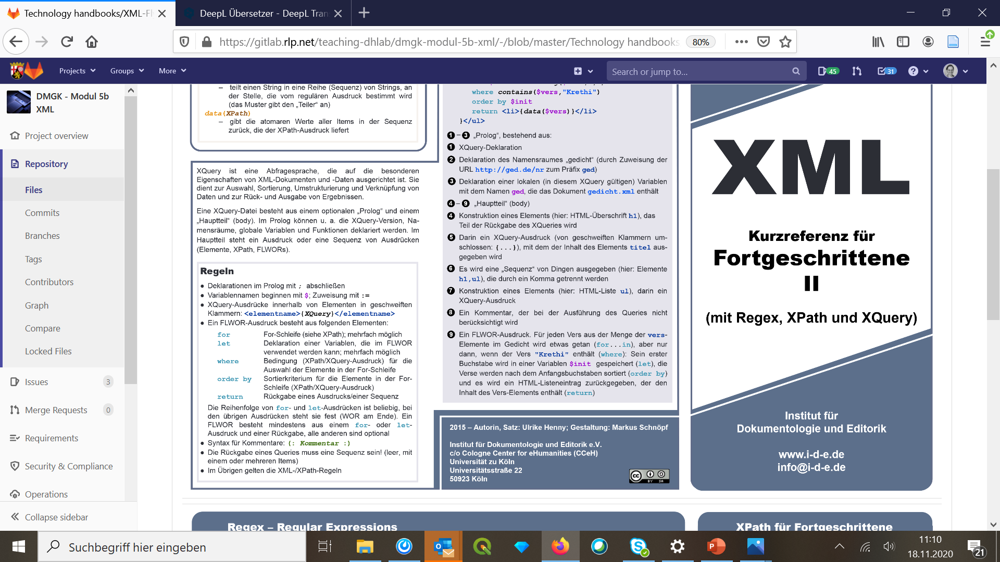 Technology handbooks/XML-Fl
DeepL Übersetzer - DeepL Tran
https://gitlab.rlp.net/teaching-dhlab/dmgk-modul-5b-xml/-/blob/master/Technology handbooks
80%
Projects
Groups
More
Search or jump to...
45
31
DMGK - Modul 5b
XML
Project overview
Repository
Files
Commits
Branches
Tags
Contributors
Graph
Compare
Locked Files
Issues
3
Merge Requests
0
Requirements
Security & Compliance
Operations
Collapse sidebar
– teilt einen String in eine Reihe (Sequenz) von Strings, an
der Stelle, die vom regulären Ausdruck bestimmt wird
(das Muster gibt den „Teiler“ an)
data(XPath)
– gibt die atomaren Werte aller Items in der Sequenz
zurück, die der XPath-Ausdruck liefert
XQuery ist eine Abfragesprache, die auf die besonderen
Eigenschaften von XML-Dokumenten und -Daten ausgerichtet ist. Sie
dient zur Auswahl, Sortierung, Umstrukturierung und Verknüpfung von
Daten und zur Rück- und Ausgabe von Ergebnissen.
Eine XQuery-Datei besteht aus einem optionalen „Prolog“ und einem
„Hauptteil“ (body). Im Prolog können u. a. die XQuery-Version, Na-
mensräume, globale Variablen und Funktionen deklariert werden. Im
Hauptteil steht ein Ausdruck oder eine Sequenz von Ausdrücken
(Elemente, XPath, FLWORs).
Regeln
● Deklarationen im Prolog mit ; abschließen
● Variablennamen beginnen mit $; Zuweisung mit :=
● XQuery-Ausdrücke innerhalb von Elementen in geschweiften
Klammern: <elementname>{XQuery}</elementname>
● Ein FLWOR-Ausdruck besteht aus folgenden Elementen:
for For-Schleife (siehe XPath); mehrfach möglich
let Deklaration einer Variablen, die im FLWOR
verwendet werden kann; mehrfach möglich
where Bedingung (XPath/XQuery-Ausdruck) für die
Auswahl der Elemente in der For-Schleife
order by Sortierkriterium für die Elemente in der For-
Schleife (XPath/XQuery-Ausdruck)
return Rückgabe eines Ausdrucks/einer Sequenz
Die Reihenfolge von for- und let-Ausdrücken ist beliebig, bei
den übrigen Ausdrücken steht sie fest (WOR am Ende). Ein
FLWOR besteht mindestens aus einem for- oder let-
Ausdruck und einer Rückgabe, alle anderen sind optional
● Syntax für Kommentare: (: Kommentar :)
● Die Rückgabe eines Queries muss eine Sequenz sein! (leer, mit
einem oder mehreren Items)
● Im Übrigen gelten die XML-/XPath-Regeln
where contains($vers,"Krethi")
order by $init
return <li>{data($vers)}</li>
}</ul>
❶–❸ „Prolog“, bestehend aus:
❶ XQuery-Deklaration
❷ Deklaration des Namensraumes „gedicht“ (durch Zuweisung der
URL http://ged.de/nr zum Präfix ged)
❸ Deklaration einer lokalen (in diesem XQuery gültigen) Variablen
mit dem Namen ged, die das Dokument gedicht.xml enthält
❹–❾ „Hauptteil“ (body)
❹ Konstruktion eines Elements (hier: HTML-Überschrift h1), das
Teil der Rückgabe des XQueries wird
❺ Darin ein XQuery-Ausdruck (von geschweiften Klammern um-
schlossen: {...}), mit dem der Inhalt des Elements titel aus-
gegeben wird
❻ Es wird eine „Sequenz“ von Dingen ausgegeben (hier: Elemente
h1,ul), die durch ein Komma getrennt werden
❼ Konstruktion eines Elements (hier: HTML-Liste ul), darin ein
XQuery-Ausdruck
❽ Ein Kommentar, der bei der Ausführung des Queries nicht
berücksichtigt wird
❾ Ein FLWOR-Ausdruck. Für jeden Vers aus der Menge der vers-
Elemente im Gedicht wird etwas getan (for...in), aber nur
dann, wenn der Vers "Krethi" enthält (where): Sein erster
Buchstabe wird in einer Variablen $init gespeichert (let), die
Verse werden nach dem Anfangsbuchstaben sortiert (order by)
und es wird ein HTML-Listeneintrag zurückgegeben, der den
Inhalt des Vers-Elements enthält (return)
2015 – Autorin, Satz: Ulrike Henny; Gestaltung: Markus Schnöpf
Institut für Dokumentologie und Editorik e.V.
c/o Cologne Center for eHumanities (CCeH)
Universität zu Köln
Universitätsstraße 22
50923 Köln
cc BY SA
XML
Kurzreferenz für
Fortgeschrittene
II
(mit Regex, XPath und XQuery)
Institut für
Dokumentologie und Editorik
www.i-d-e.de
info@i-d-e.de
Regex – Regular Expressions
XPath für Fortgeschrittene
Suchbegriff hier eingeben
11:10
18.11.2020
21